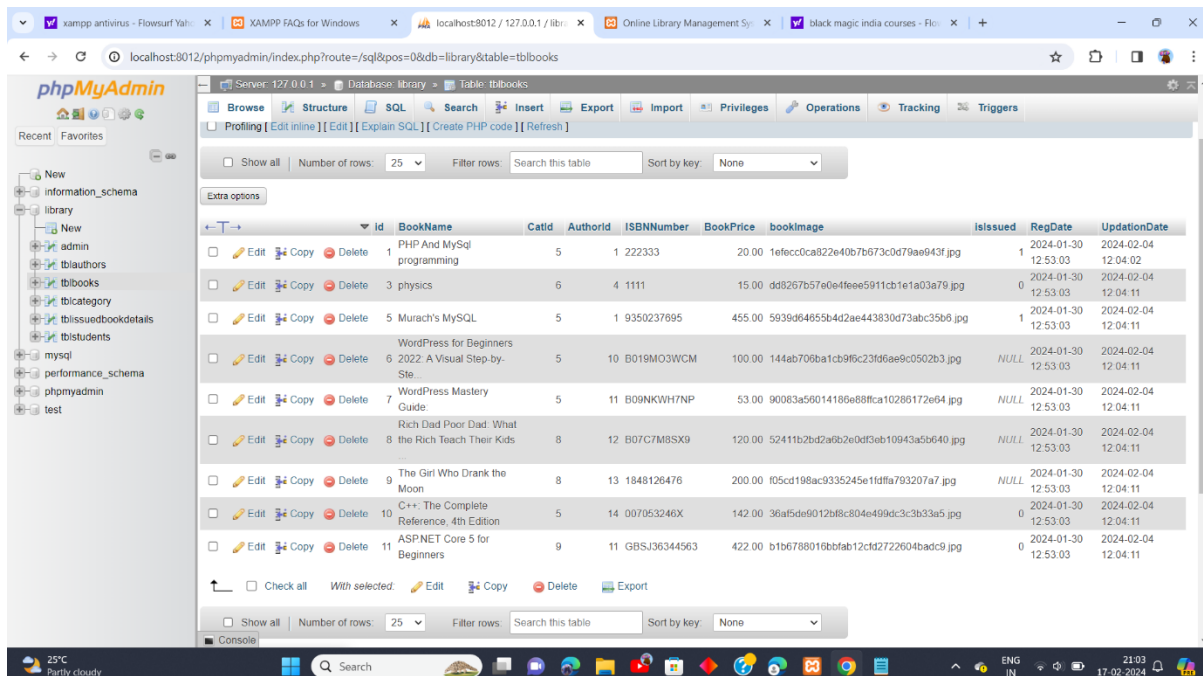 xampp antivirus - Flowsurf Yaho
XAMPP FAQs for Windows
localhost:8012 / 127.0.0.1 / libra
Online Library Management Sys
black magic india courses - Flow
localhost:8012/phpmyadmin/index.php?route=/sql&pos=0&db=library&table=tblbooks
phpMyAdmin
Recent Favorites
New
information_schema
library
New
admin
tblauthors
tblbooks
tblcategory
tblissuedbookdetails
tblstudents
mysql
performance_schema
phpmyadmin
test
Server: 127.0.0.1 » Database: library » Table: tblbooks
Browse Structure SQL Search Insert Export Import Privileges Operations Tracking Triggers
Profiling [ Edit inline ] [ Edit ] [ Explain SQL ] [ Create PHP code ] [ Refresh ]
Show all Number of rows: 25 Filter rows: Search this table Sort by key: None
Extra options
←T→ id BookName CatId AuthorId ISBNNumber BookPrice bookImage isIssued RegDate UpdationDate
Edit Copy Delete 1 PHP And MySql programming 5 1 222333 20.00 1efecc0ca822e40b7b673c0d79ae943f.jpg 1 2024-01-30 12:53:03 2024-02-04 12:04:02
Edit Copy Delete 3 physics 6 4 1111 15.00 dd8267b57e0e4feee5911cb1e1a03a79.jpg 0 2024-01-30 12:53:03 2024-02-04 12:04:11
Edit Copy Delete 5 Murach's MySQL 5 1 9350237695 455.00 5939d64655b4d2ae443830d73abc35b6.jpg 1 2024-01-30 12:53:03 2024-02-04 12:04:11
Edit Copy Delete 6 WordPress for Beginners 2022: A Visual Step-by-Ste... 5 10 B019MO3WCM 100.00 144ab706ba1cb9f6c23fd6ae9c0502b3.jpg NULL 2024-01-30 12:53:03 2024-02-04 12:04:11
Edit Copy Delete 7 WordPress Mastery Guide: 5 11 B09NKWH7NP 53.00 90083a56014186e88ffca10286172e64.jpg NULL 2024-01-30 12:53:03 2024-02-04 12:04:11
Edit Copy Delete 8 Rich Dad Poor Dad: What the Rich Teach Their Kids ... 8 12 B07C7M8SX9 120.00 52411b2bd2a6b2e0df3eb10943a5b640.jpg NULL 2024-01-30 12:53:03 2024-02-04 12:04:11
Edit Copy Delete 9 The Girl Who Drank the Moon 8 13 1848126476 200.00 f05cd198ac9335245e1fdffa793207a7.jpg NULL 2024-01-30 12:53:03 2024-02-04 12:04:11
Edit Copy Delete 10 C++: The Complete Reference, 4th Edition 5 14 007053246X 142.00 36af5de9012bf8c804e499dc3c3b33a5.jpg 0 2024-01-30 12:53:03 2024-02-04 12:04:11
Edit Copy Delete 11 ASP.NET Core 5 for Beginners 9 11 GBSJ36344563 422.00 b1b6788016bbfab12cfd2722604badc9.jpg 0 2024-01-30 12:53:03 2024-02-04 12:04:11
Check all With selected: Edit Copy Delete Export
Show all Number of rows: 25 Filter rows: Search this table Sort by key: None
Console
25°C
Partly cloudy
Search
ENG
IN
21:03
17-02-2024